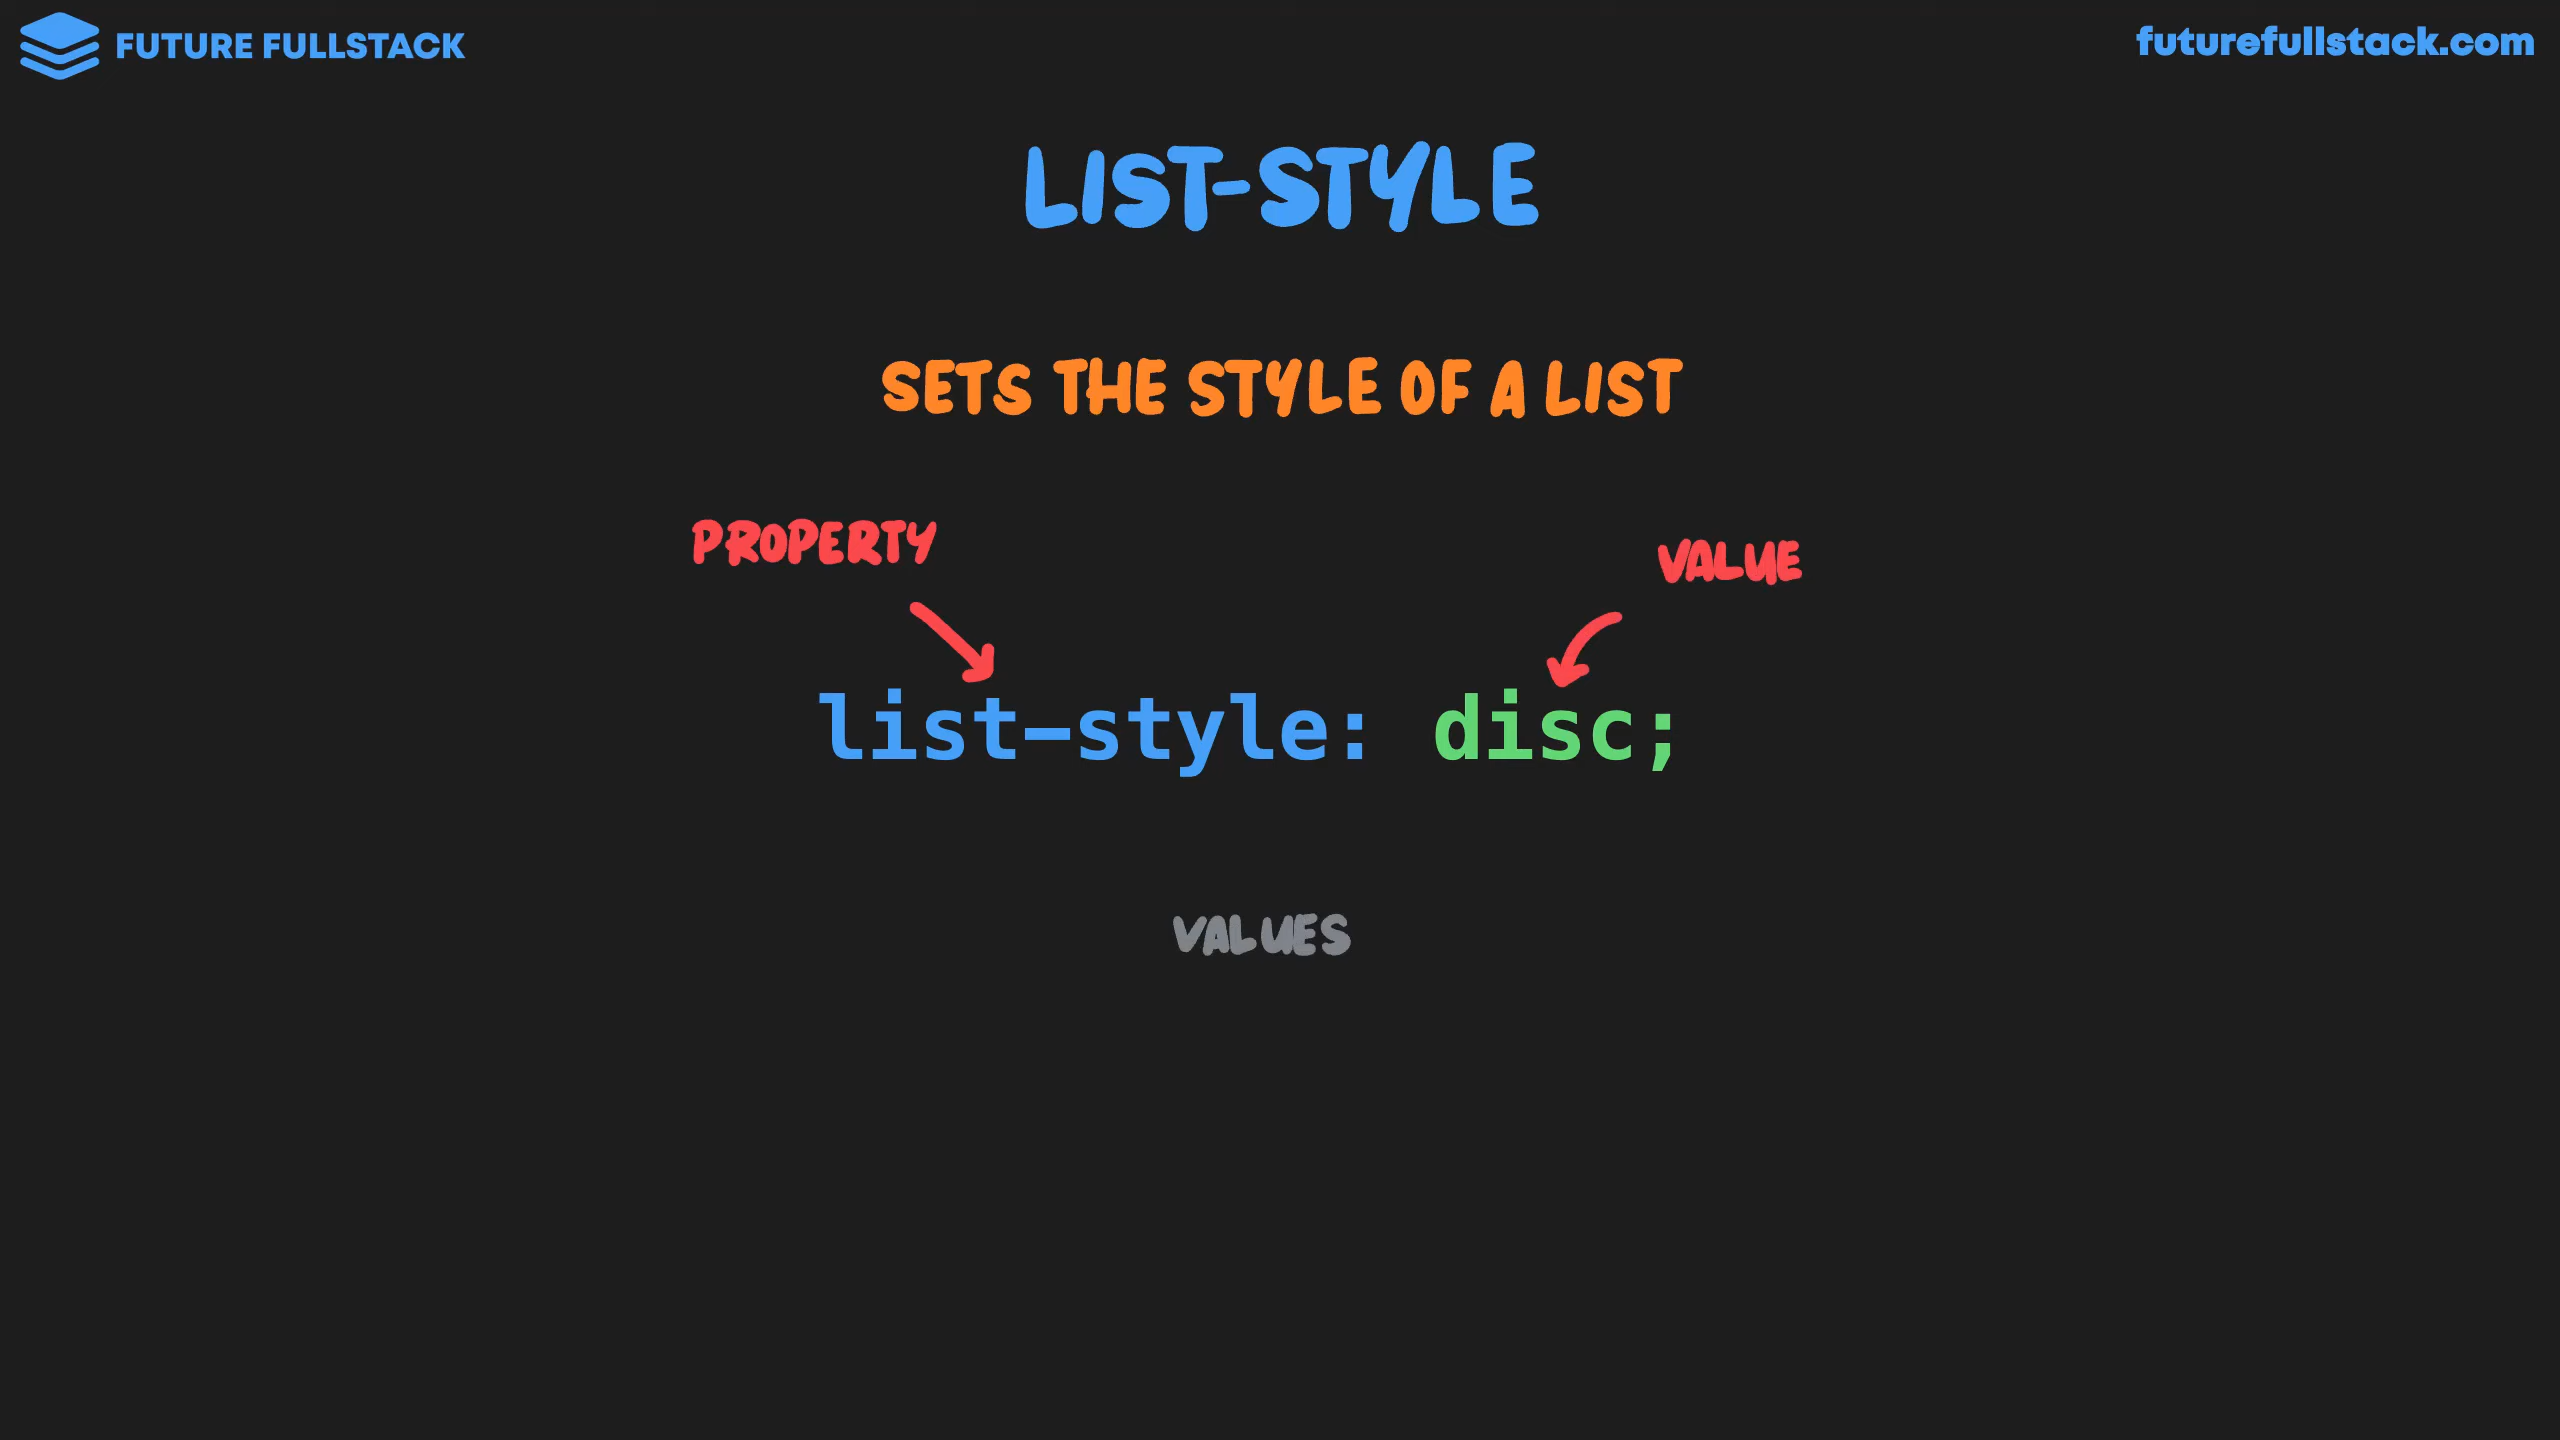 FUTURE FULLSTACK
futurefullstack.com
LIST-STYLE
SETS THE STYLE OF A LIST
PROPERTY
VALUE
list-style: disc;
VALUES